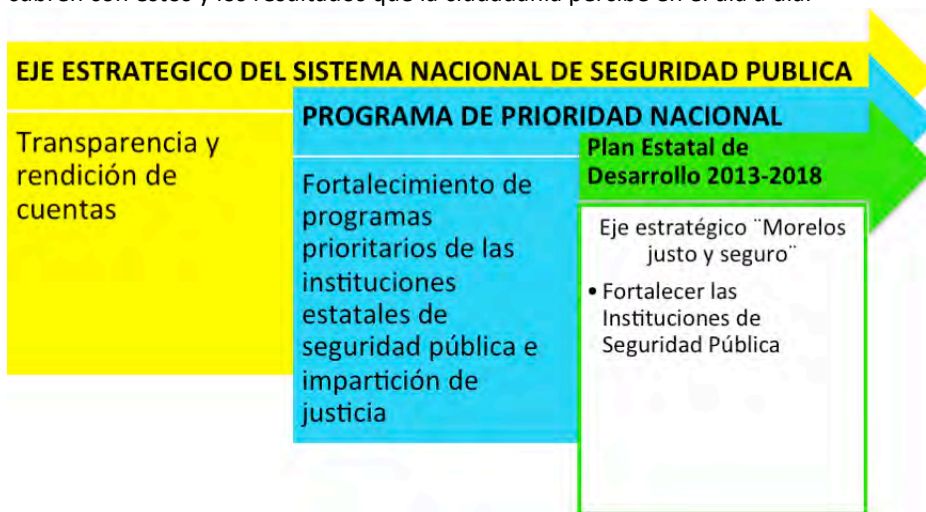 EJE ESTRATEGICO DEL SISTEMA NACIONAL DE SEGURIDAD PUBLICA
Transparencia y
rendición de
cuentas
PROGRAMA DE PRIORIDAD NACIONAL
Fortalecimiento de
programas
prioritarios de las
instituciones
estatales de
seguridad pública e
impartición de
justicia
Plan Estatal de
Desarrollo 2013-2018
Eje estratégico ¨Morelos
justo y seguro¨
• Fortalecer las
Instituciones de
Seguridad Pública